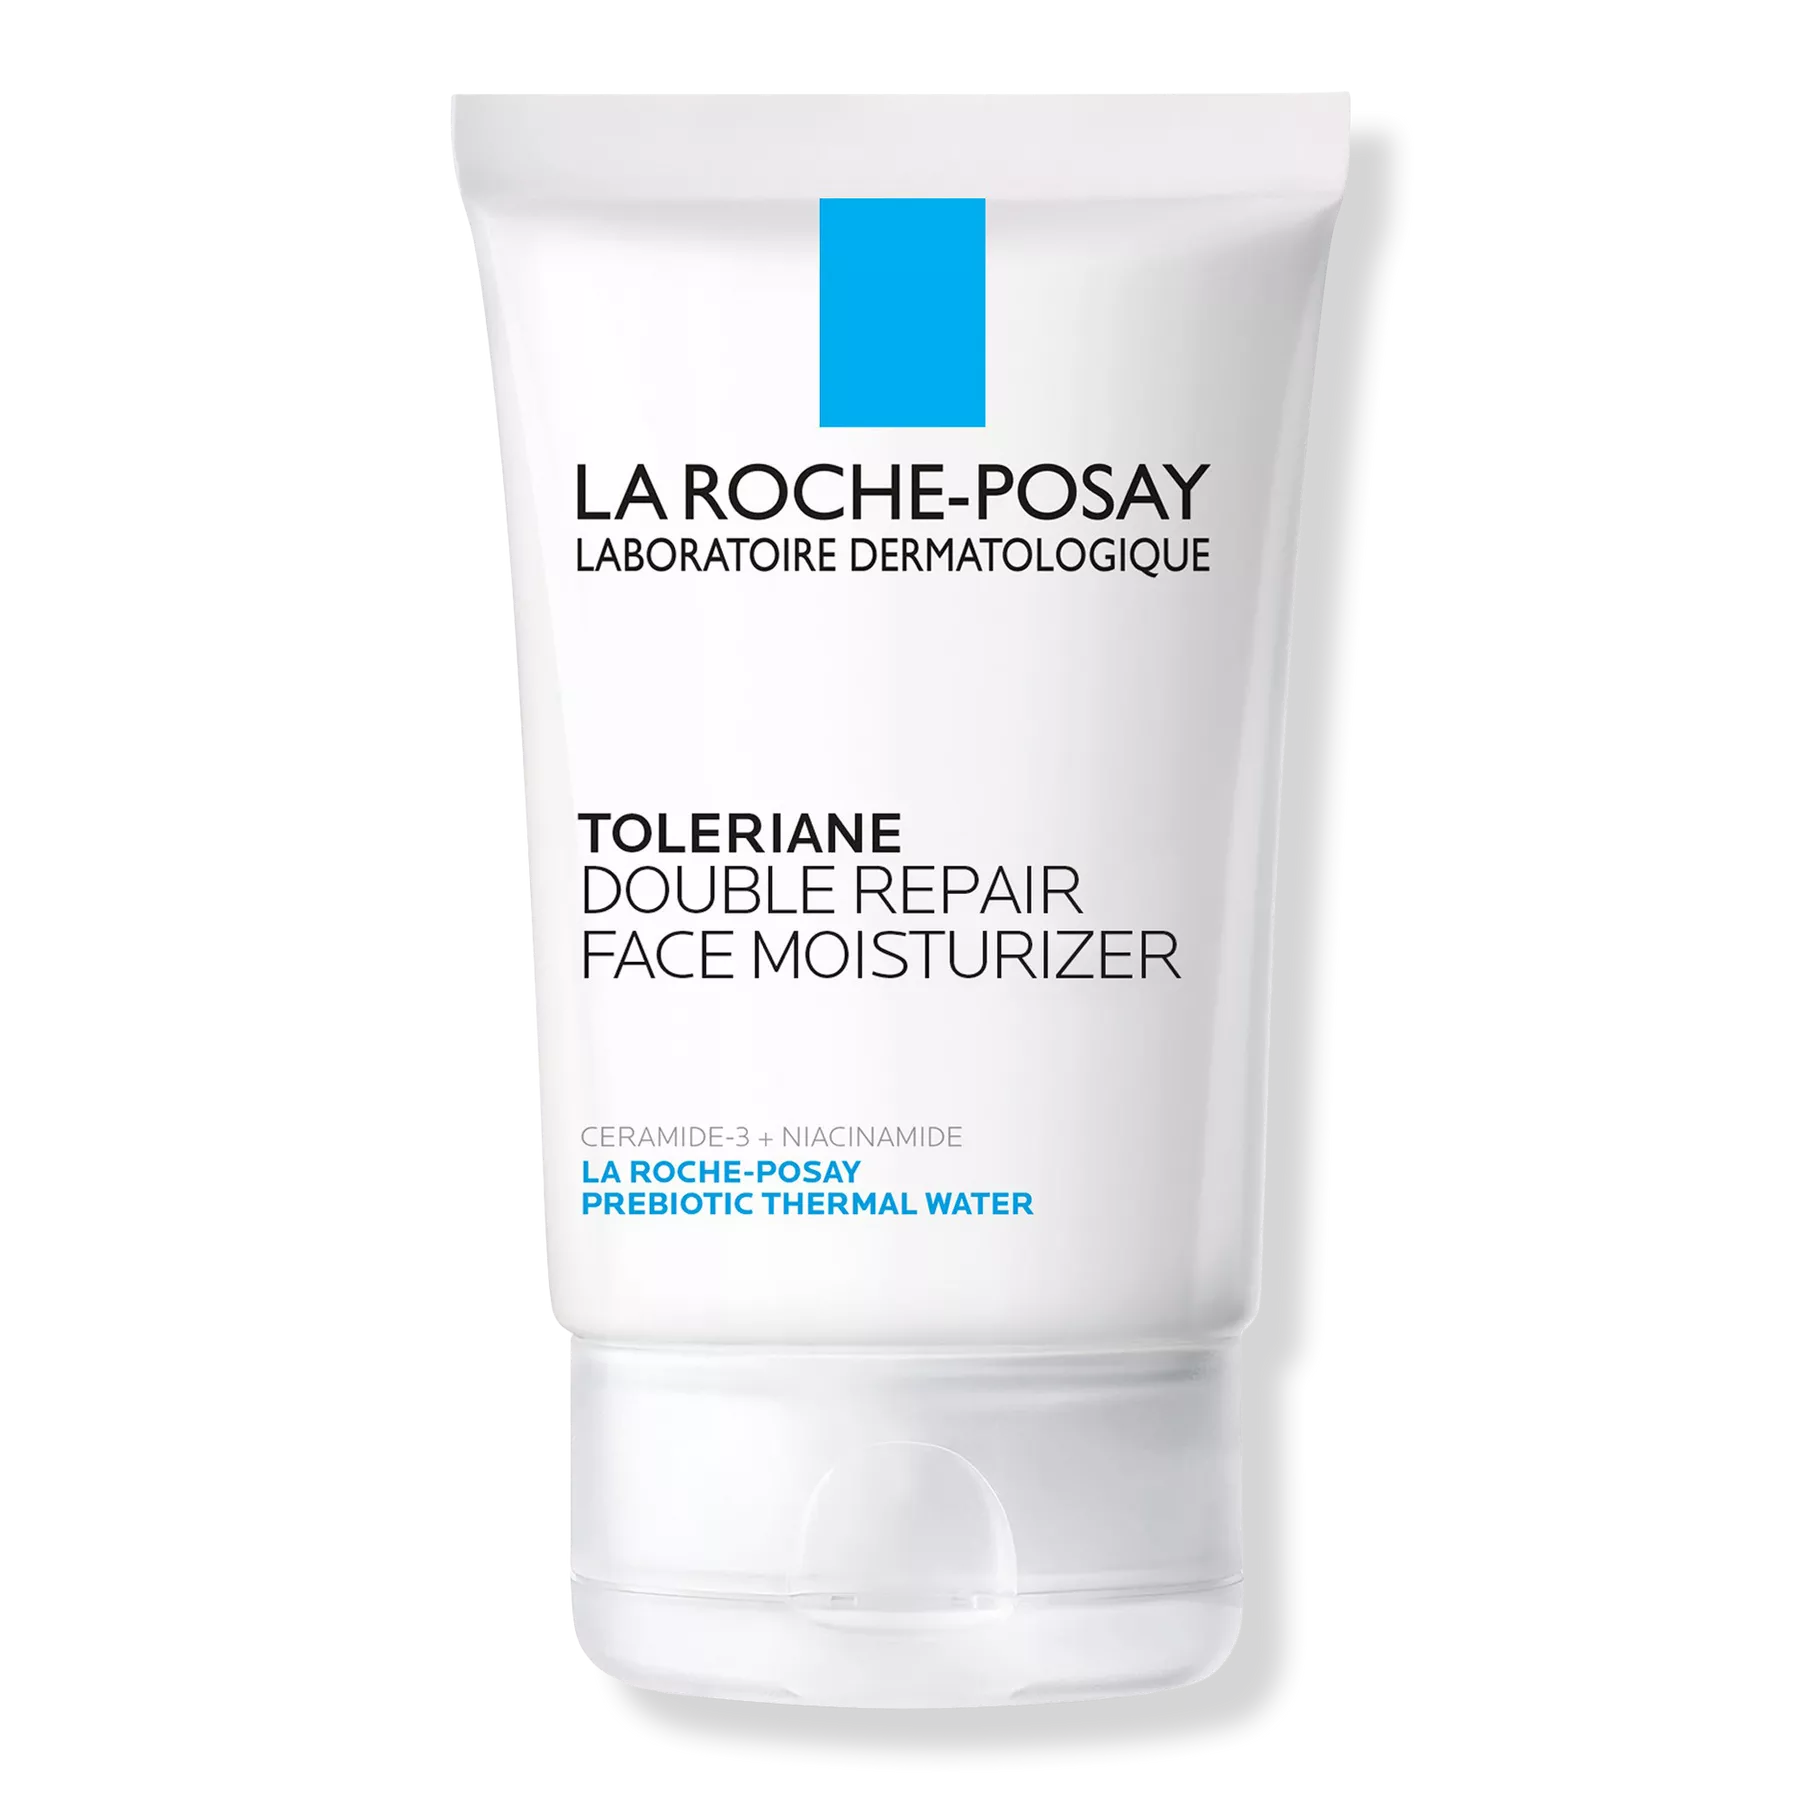 LA ROCHE-POSAY
LABORATOIRE DERMATOLOGIQUE
TOLERIANE
DOUBLE REPAIR
FACE MOISTURIZER
CERAMIDE-3 + NIACINAMIDE
LA ROCHE-POSAY
PREBIOTIC THERMAL WATER